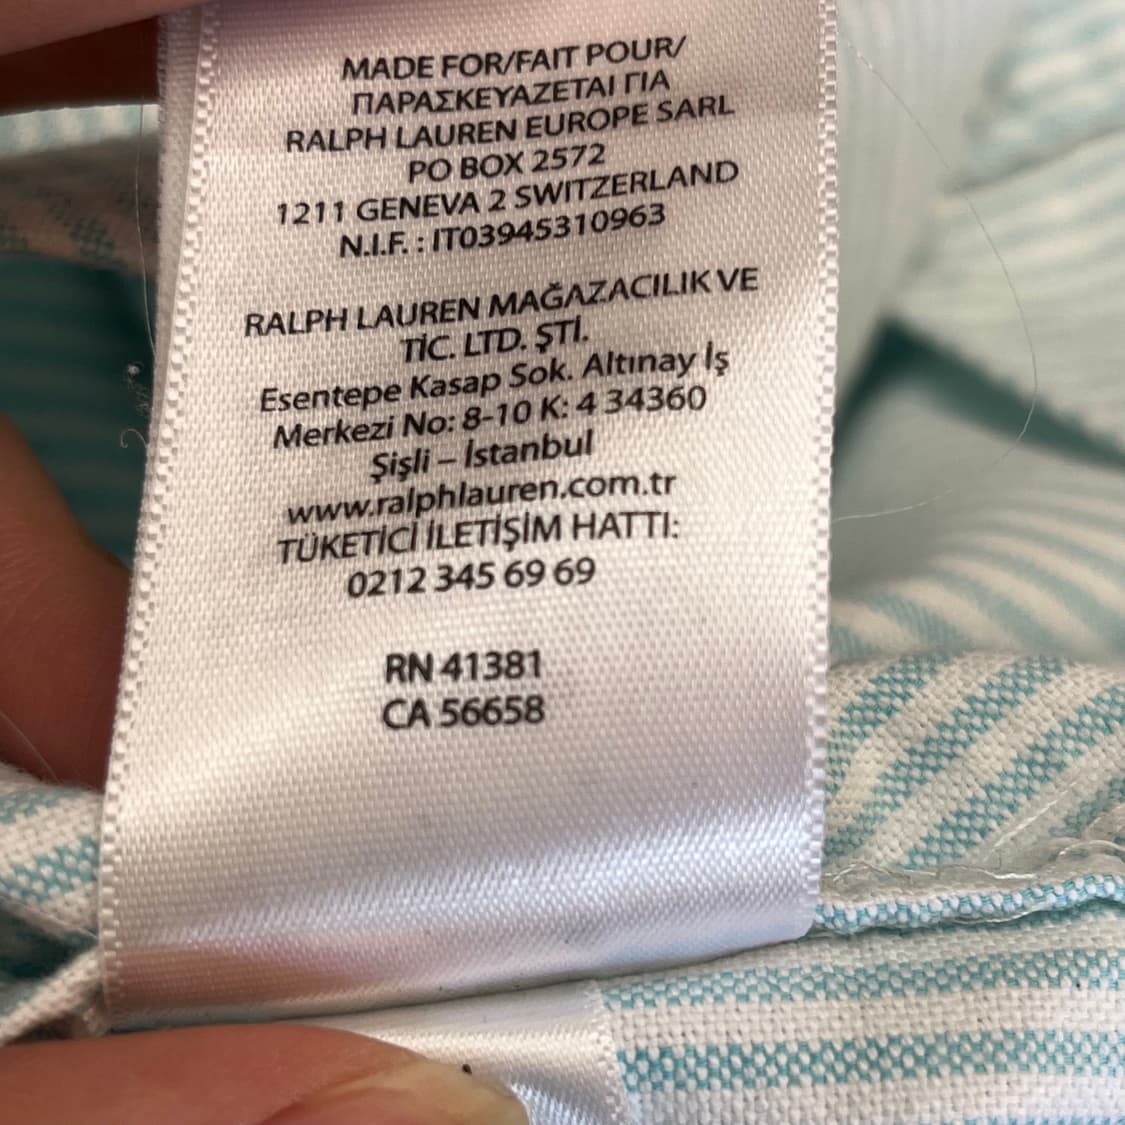 MADE FOR/FAIT POUR/
ΠΑΡΑΣΚΕΥΑΖΕΤΑΙ ΓΙΑ
RALPH LAUREN EUROPE SARL
PO BOX 2572
1211 GENEVA 2 SWITZERLAND
N.I.F. : IT03945310963
RALPH LAUREN MAĞAZACILIK VE
TİC. LTD. ŞTİ.
Esentepe Kasap Sok. Altınay İş
Merkezi No: 8-10 K: 4 34360
Şişli – İstanbul
www.ralphlauren.com.tr
TÜKETİCİ İLETİŞİM HATTI:
0212 345 69 69
RN 41381
CA 56658